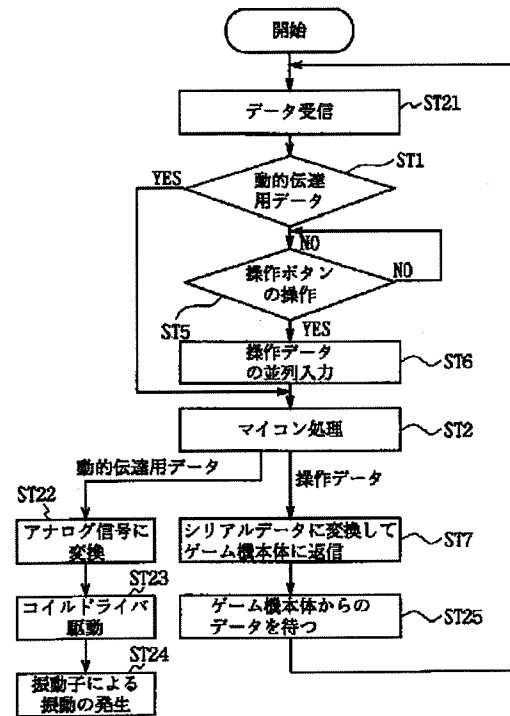 開始
データ受信
ST21
動的伝達
用データ
ST1
YES
NO
操作ボタン
の操作
NO
ST5
YES
操作データ
の並列入力
ST6
マイコン処理
ST2
動的伝達用データ
操作データ
ST22
アナログ信号に
変換
シリアルデータに変換して
ゲーム機本体に返信
ST7
ST23
コイルドライバ
駆動
ゲーム機本体からの
データを待つ
ST25
ST24
振動子による
振動の発生